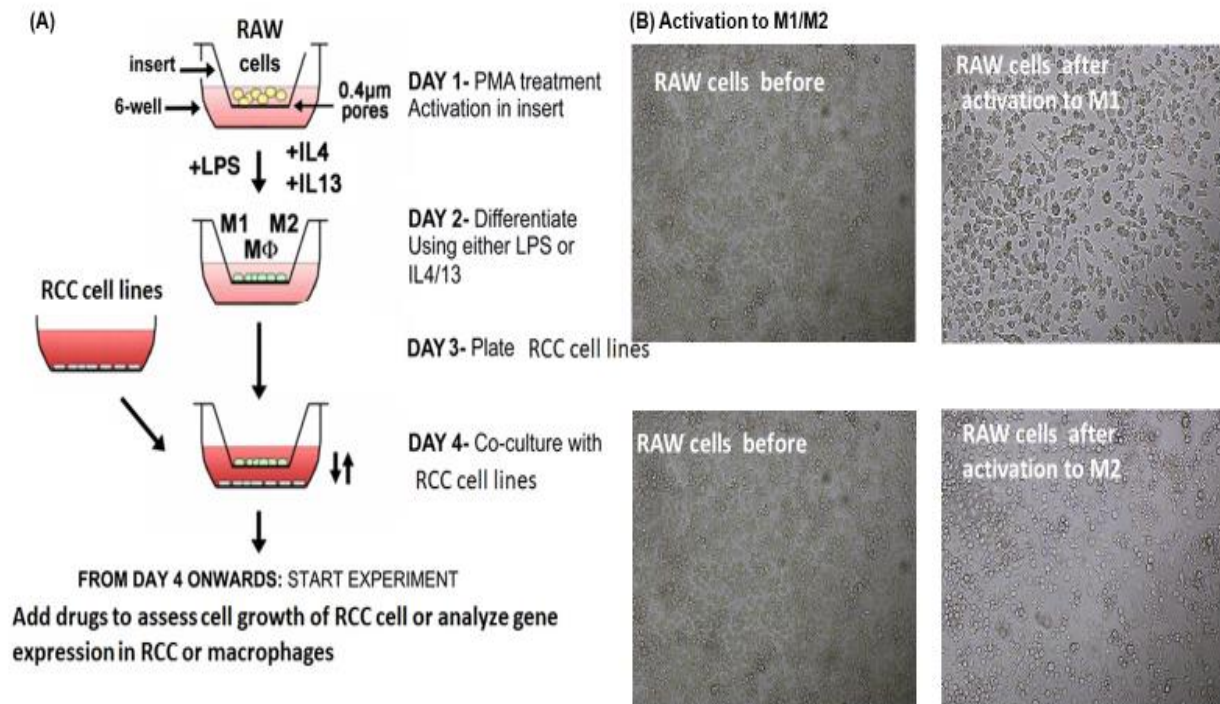 (A)
RAW
cells
insert
6-well
0.4µm
pores
DAY 1- PMA treatment
Activation in insert
+LPS
+IL4
+IL13
M1 M2
MΦ
DAY 2- Differentiate
Using either LPS or
IL4/13
RCC cell lines
DAY 3- Plate RCC cell lines
DAY 4- Co-culture with
RCC cell lines
FROM DAY 4 ONWARDS: START EXPERIMENT
Add drugs to assess cell growth of RCC cell or analyze gene
expression in RCC or macrophages
(B) Activation to M1/M2
RAW cells before
RAW cells after
activation to M1
RAW cells before
RAW cells after
activation to M2